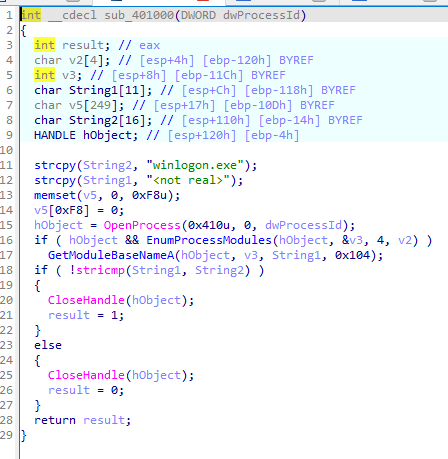 1 int __cdecl sub_401000(DWORD dwProcessId)
2 {
3 int result; // eax
4 char v2[4]; // [esp+4h] [ebp-120h] BYREF
5 int v3; // [esp+8h] [ebp-11Ch] BYREF
6 char String1[11]; // [esp+Ch] [ebp-118h] BYREF
7 char v5[249]; // [esp+17h] [ebp-10Dh] BYREF
8 char String2[16]; // [esp+110h] [ebp-14h] BYREF
9 HANDLE hObject; // [esp+120h] [ebp-4h]
10
11 strcpy(String2, "winlogon.exe");
12 strcpy(String1, "<not real>");
13 memset(v5, 0, 0xF8u);
14 v5[0xF8] = 0;
15 hObject = OpenProcess(0x410u, 0, dwProcessId);
16 if ( hObject && EnumProcessModules(hObject, &v3, 4, v2) )
17 GetModuleBaseNameA(hObject, v3, String1, 0x104);
18 if ( !stricmp(String1, String2) )
19 {
20 CloseHandle(hObject);
21 result = 1;
22 }
23 else
24 {
25 CloseHandle(hObject);
26 result = 0;
27 }
28 return result;
29 }